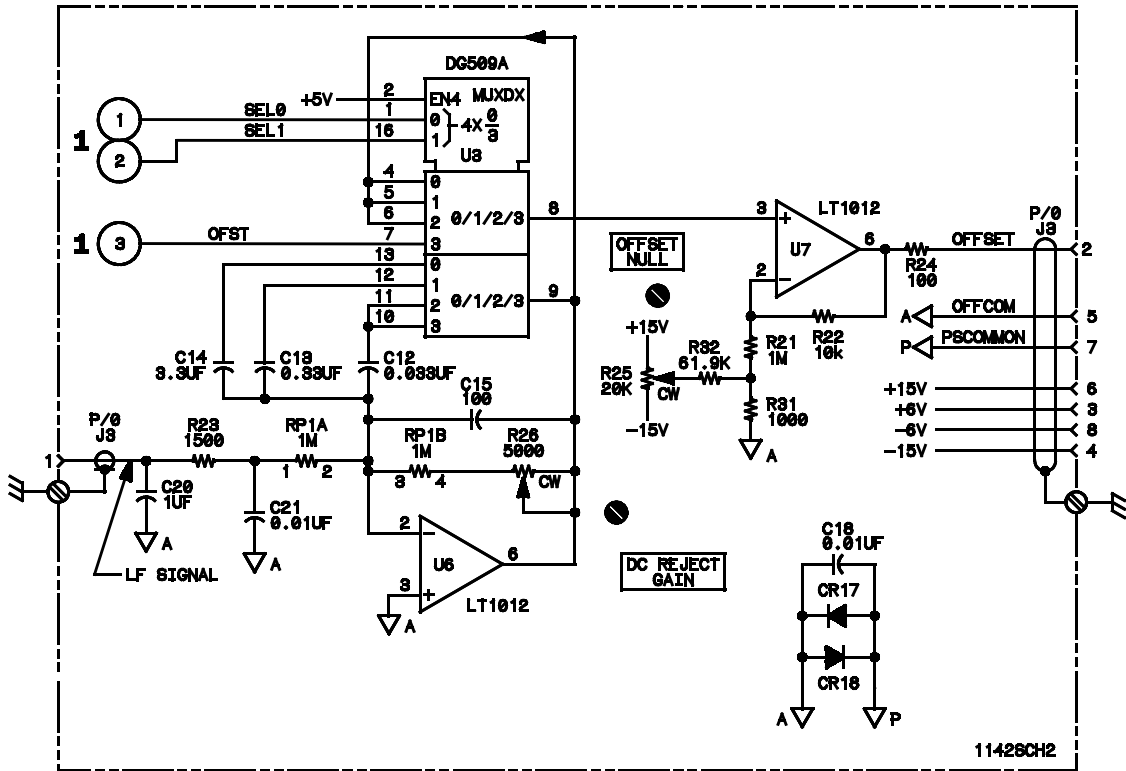 DG509A
+5V
2
EN4
MUXDX
1
SEL0
1
0
4X 0/3
1
2
SEL1
16
1
U3
4
0
5
1
6
2
0/1/2/3
8
1
3
OFST
7
3
13
0
12
1
11
2
0/1/2/3
9
10
3
3
+
LT1012
U7
6
2
−
OFFSET
NULL
R24
100
OFFSET
P/0
J3
2
A
OFFCOM
5
P
PSCOMMON
7
+15V
6
+6V
3
-6V
8
-15V
4
R22
10k
R21
1M
R32
61.9K
+15V
R25
20K
CW
-15V
R31
1000
A
C14
3.3UF
C13
0.33UF
C12
0.033UF
C15
100
P/0
J3
1
R23
1500
RP1A
1M
1
2
RP1B
1M
3
4
R26
5000
CW
C20
1UF
A
C21
0.01UF
A
LF SIGNAL
2
−
U6
6
3
+
LT1012
A
DC REJECT
GAIN
C18
0.01UF
CR17
CR18
A
P
1142SCH2